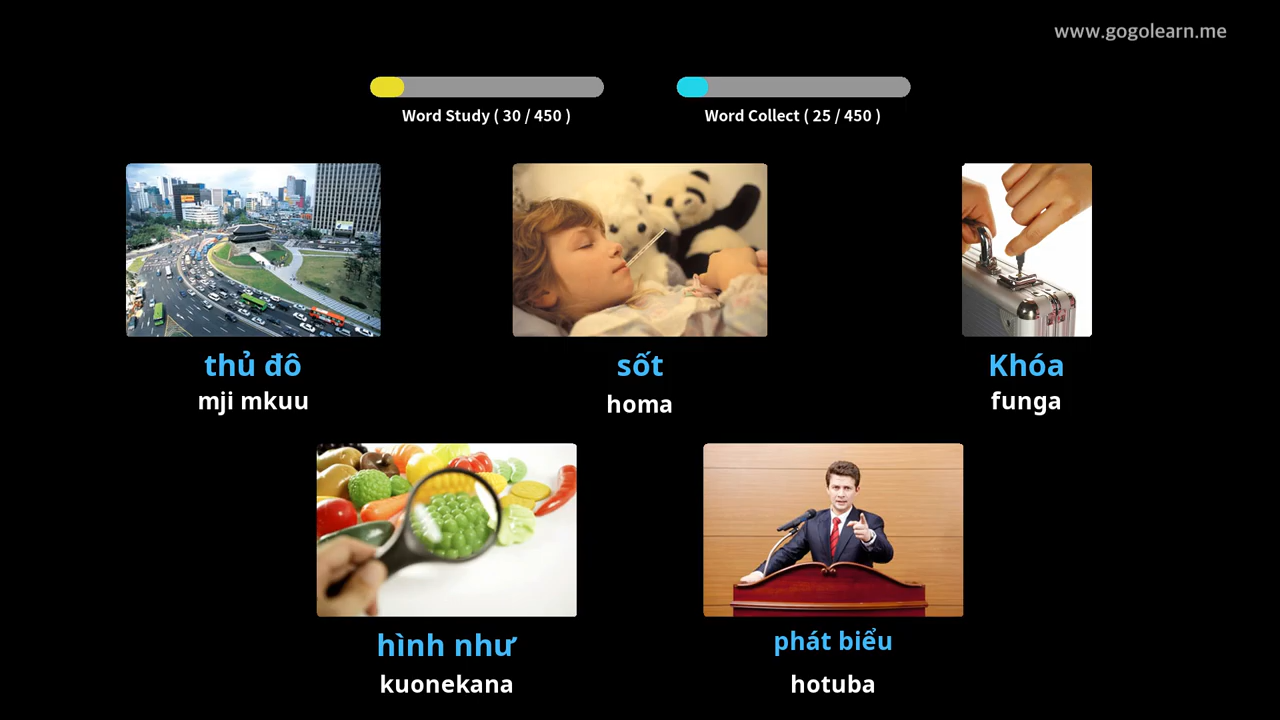 www.gogolearn.me
Word Study ( 30 / 450 )
Word Collect ( 25 / 450 )
thủ đô
mji mkuu
sốt
homa
Khóa
funga
hình như
kuonekana
phát biểu
hotuba